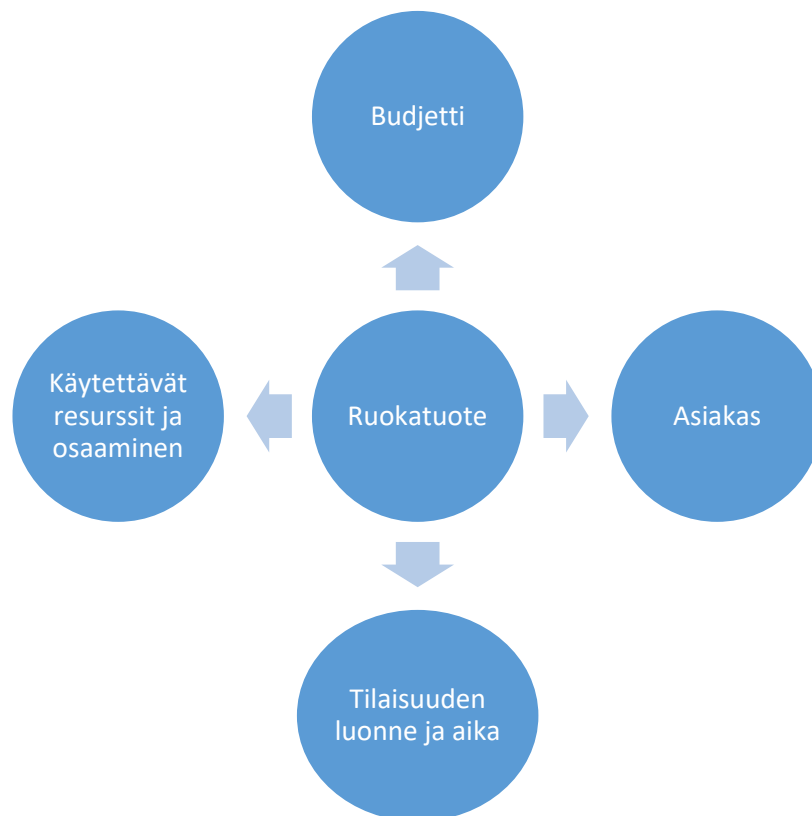 Budjetti
Käytettävät
resurssit ja
osaaminen
Ruokatuote
Asiakas
Tilaisuuden
luonne ja aika